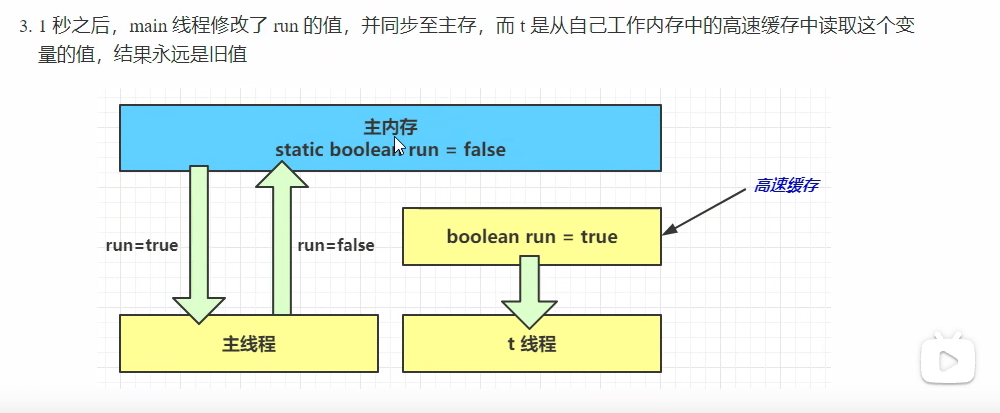 3. 1 秒之后，main 线程修改了 run 的值，并同步至主存，而 t 是从自己工作内存中的高速缓存中读取这个变
量的值，结果永远是旧值
主内存
static boolean run = false
高速缓存
boolean run = true
run=true
run=false
主线程
t 线程